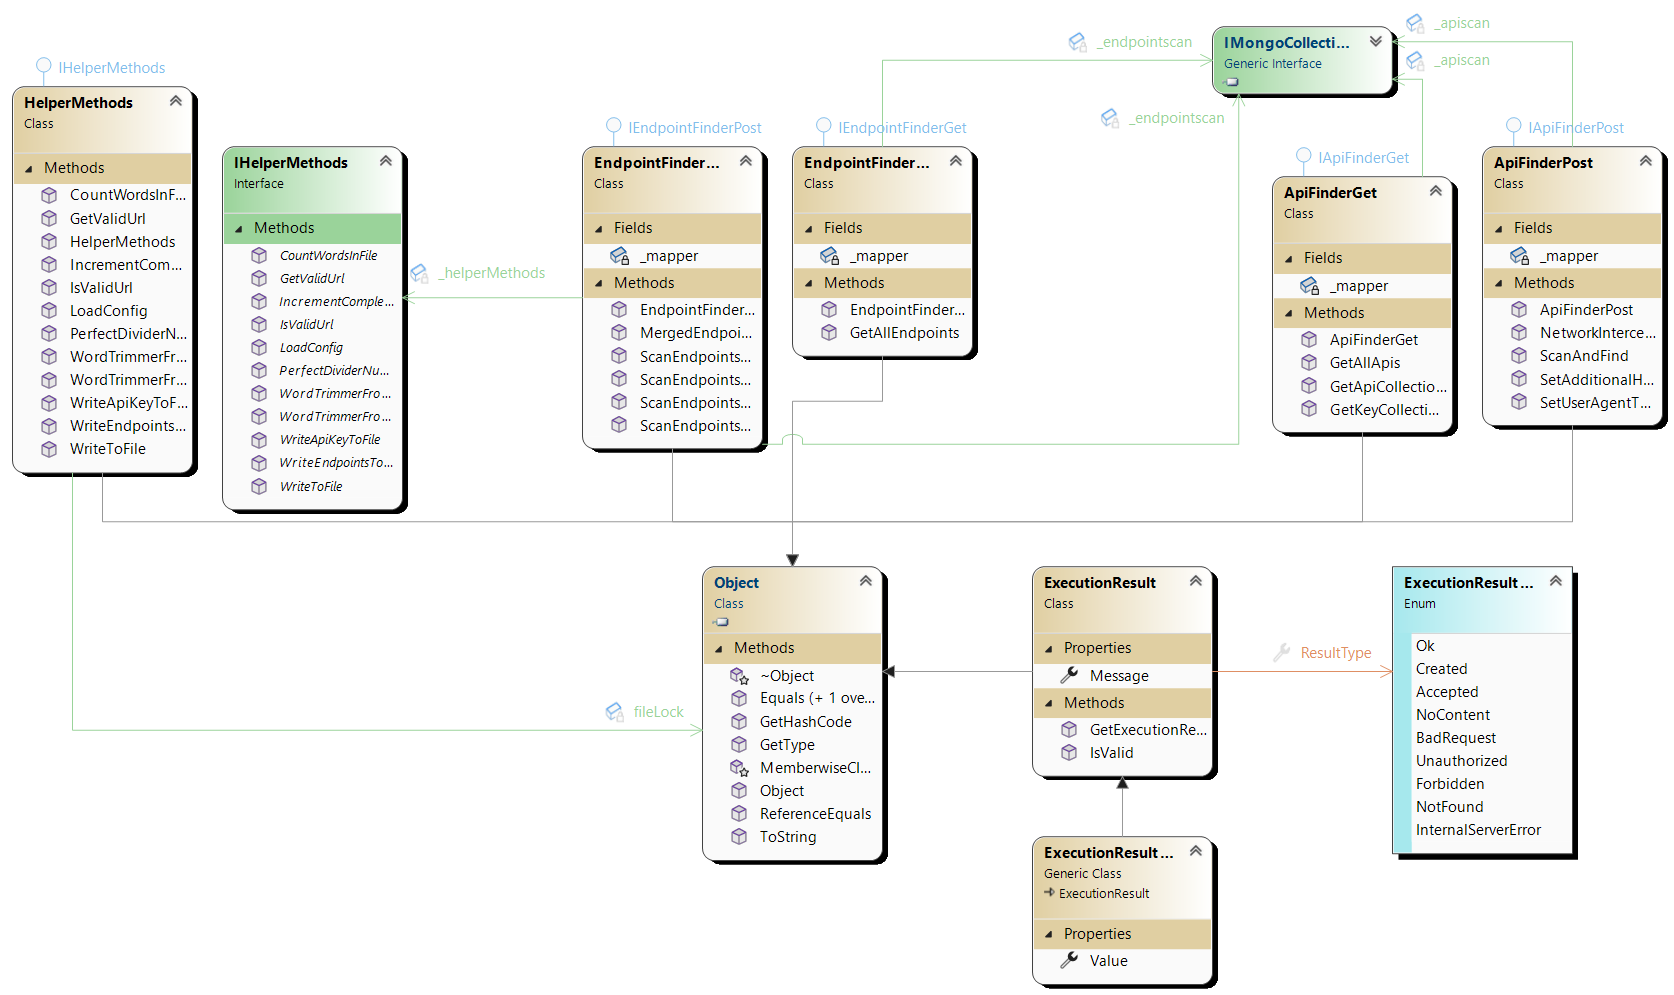 IHelperMethods
HelperMethods
Class
Methods
CountWordsInF...
GetValidUrl
HelperMethods
IncrementCom...
IsValidUrl
LoadConfig
PerfectDividerN...
WordTrimmerFr...
WordTrimmerFr...
WriteApiKeyToF...
WriteEndpoints...
WriteToFile
IHelperMethods
Interface
Methods
CountWordsInFile
GetValidUrl
IncrementComple...
IsValidUrl
LoadConfig
PerfectDividerNu...
WordTrimmerFro...
WordTrimmerFro...
WriteApiKeyToFile
WriteEndpointsTo...
WriteToFile
_helperMethods
IEndpointFinderPost
EndpointFinder...
Class
Fields
_mapper
Methods
EndpointFinder...
MergedEndpoi...
ScanEndpoints...
ScanEndpoints...
ScanEndpoints...
ScanEndpoints...
IEndpointFinderGet
EndpointFinder...
Class
Fields
_mapper
Methods
EndpointFinder...
GetAllEndpoints
_endpointscan
_endpointscan
IMongoCollecti...
Generic Interface
_apiscan
_apiscan
IApiFinderGet
ApiFinderGet
Class
Fields
_mapper
Methods
ApiFinderGet
GetAllApis
GetApiCollectio...
GetKeyCollecti...
IApiFinderPost
ApiFinderPost
Class
Fields
_mapper
Methods
ApiFinderPost
NetworkInterce...
ScanAndFind
SetAdditionalH...
SetUserAgentT...
fileLock
Object
Class
Methods
~Object
Equals (+ 1 ove...
GetHashCode
GetType
MemberwiseCl...
Object
ReferenceEquals
ToString
ExecutionResult
Class
Properties
Message
Methods
GetExecutionRe...
IsValid
ResultType
ExecutionResult...
Enum
Ok
Created
Accepted
NoContent
BadRequest
Unauthorized
Forbidden
NotFound
InternalServerError
ExecutionResult...
Generic Class
ExecutionResult
Properties
Value